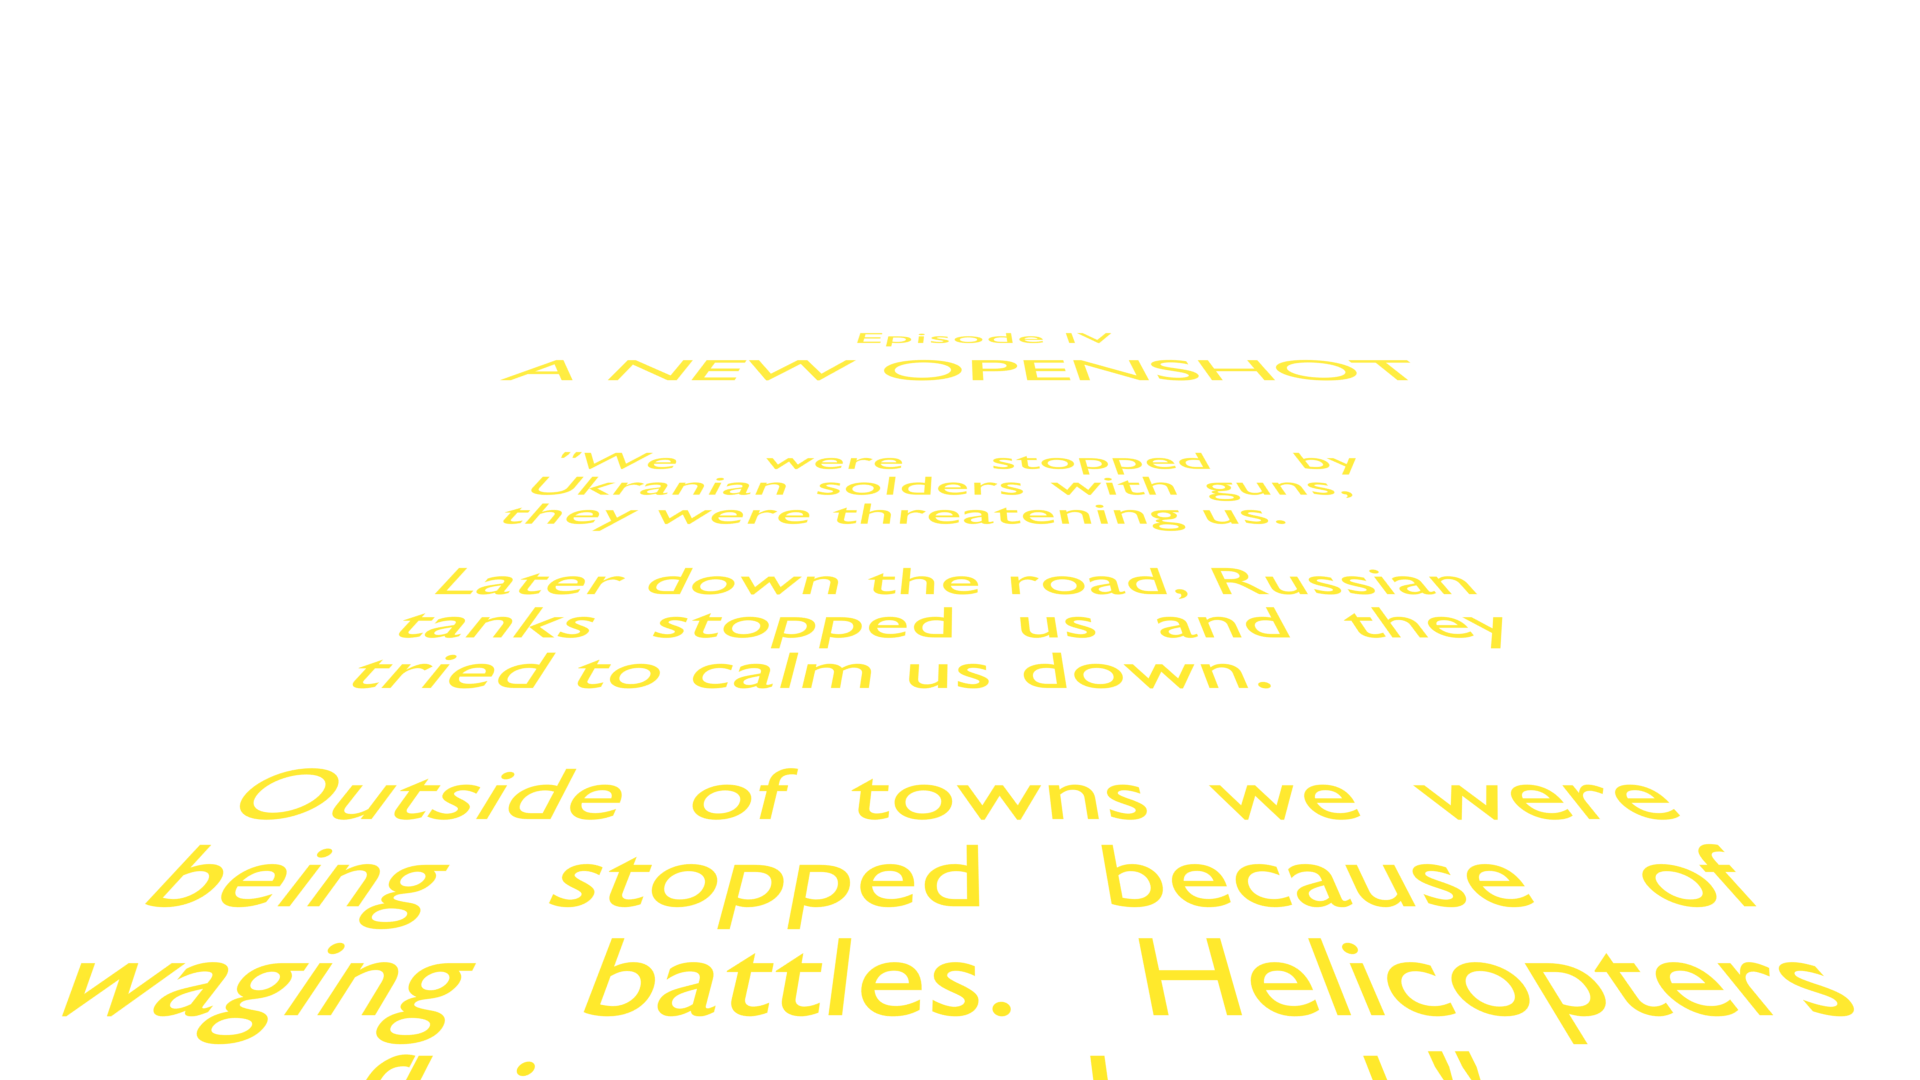 Episode IV
A NEW OPENSHOT
"We were stopped by
Ukranian solders with guns,
they were threatening us.
Later down the road, Russian
tanks stopped us and they
tried to calm us down.
Outside of towns we were
being stopped because of
waging battles. Helicopters